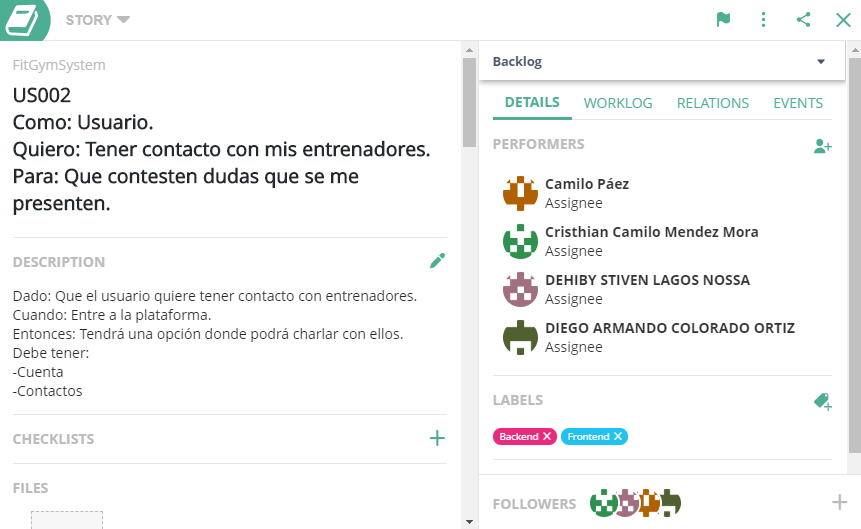 STORY
FitGymSystem
US002
Como: Usuario.
Quiero: Tener contacto con mis entrenadores.
Para: Que contesten dudas que se me
presenten.
DESCRIPTION
Dado: Que el usuario quiere tener contacto con entrenadores.
Cuando: Entre a la plataforma.
Entonces: Tendrá una opción donde podrá charlar con ellos.
Debe tener:
-Cuenta
-Contactos
CHECKLISTS
FILES
Backlog
DETAILS WORKLOG RELATIONS EVENTS
PERFORMERS
Camilo Páez
Assignee
Cristhian Camilo Mendez Mora
Assignee
DEHIBY STIVEN LAGOS NOSSA
Assignee
DIEGO ARMANDO COLORADO ORTIZ
Assignee
LABELS
Backend Frontend
FOLLOWERS